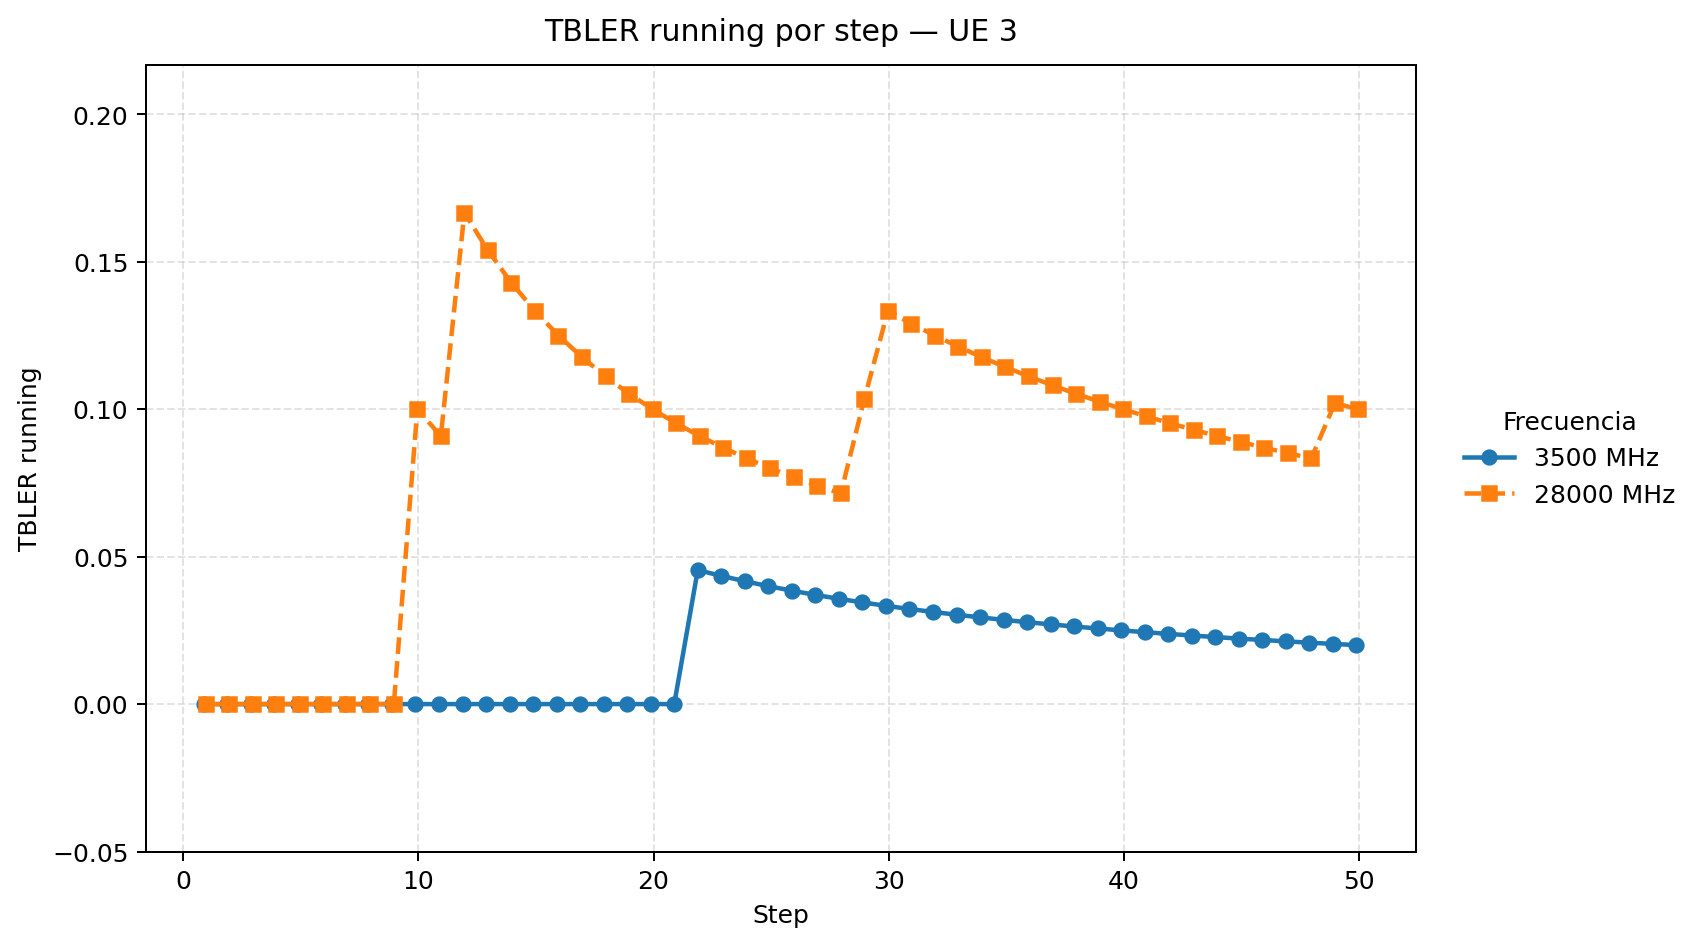 TBLER running por step — UE 3
TBLER running
0.20
0.15
0.10
0.05
0.00
−0.05
0
10
20
30
40
50
Step
Frecuencia
3500 MHz
28000 MHz